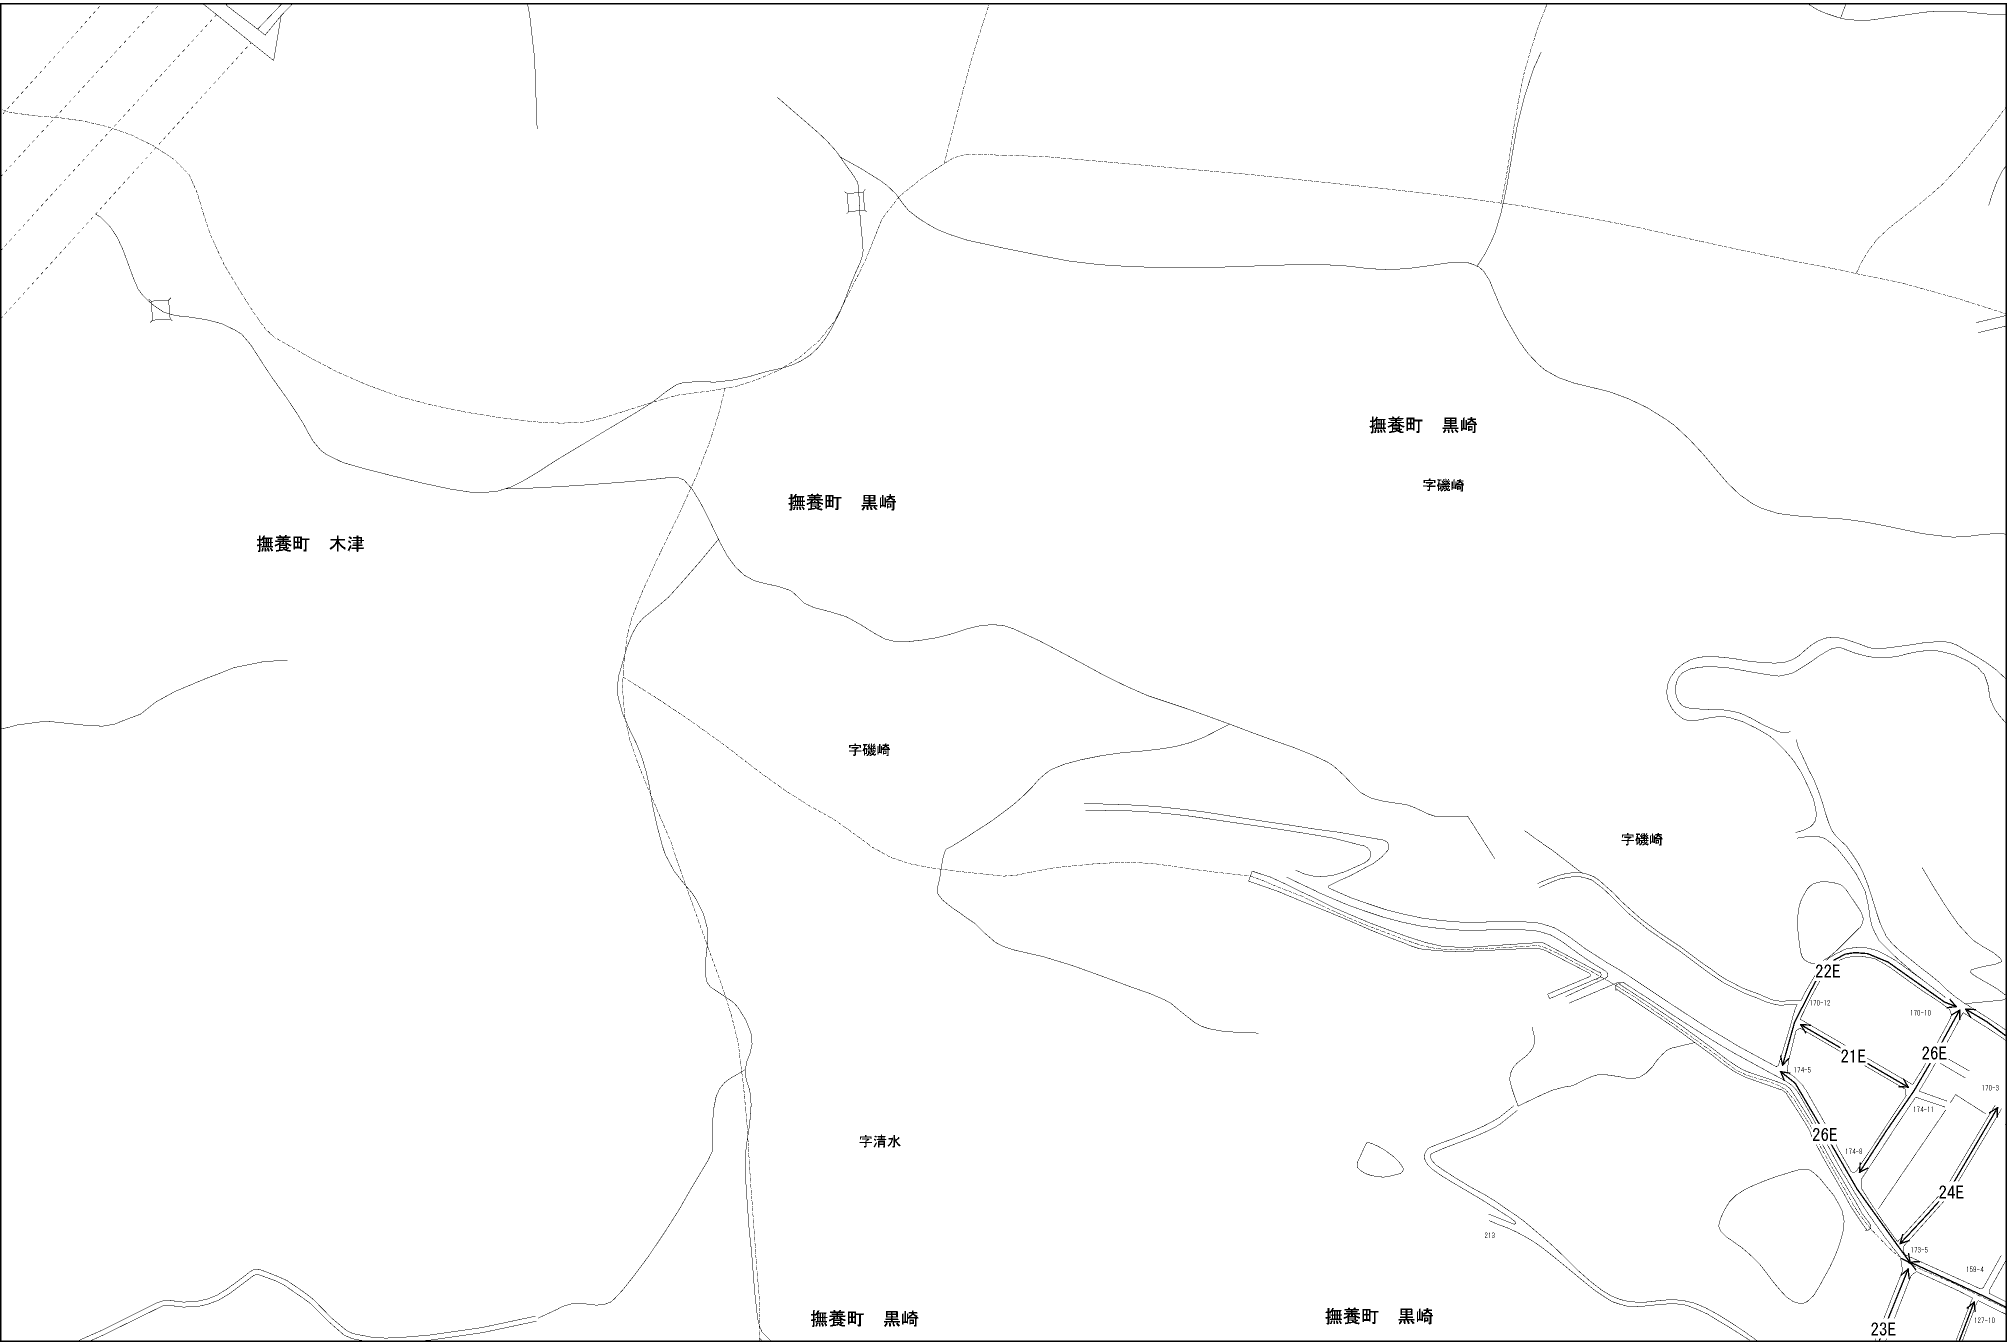 撫養町　黒崎
字磯崎
撫養町　黒崎
撫養町　木津
字磯崎
字磯崎
22E
170-12
170-10
21E
26E
174-5
170-3
174-11
26E
字清水
174-8
24E
213
173-5
159-4
撫養町　黒崎
撫養町　黒崎
127-10
23E